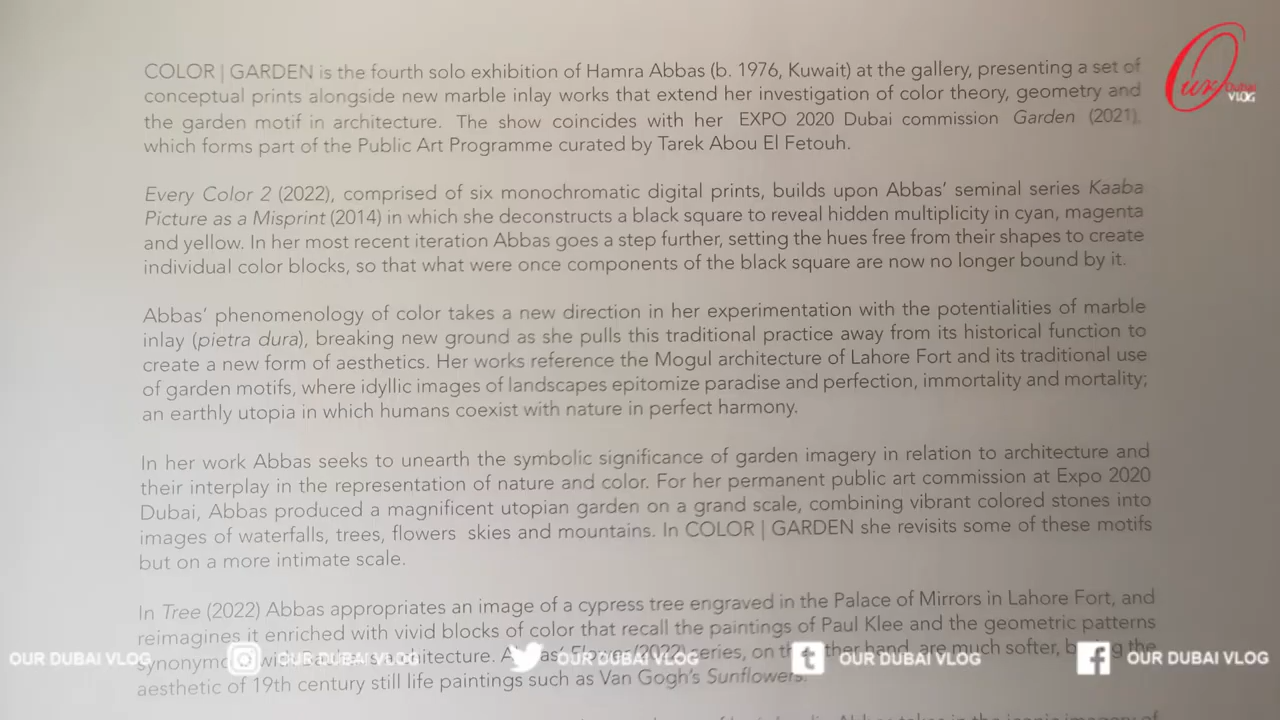 COLOR | GARDEN is the fourth solo exhibition of Hamra Abbas (b. 1976, Kuwait) at the gallery, presenting a set of
conceptual prints alongside new marble inlay works that extend her investigation of color theory, geometry and
the garden motif in architecture. The show coincides with her EXPO 2020 Dubai commission Garden (2021),
which forms part of the Public Art Programme curated by Tarek Abou El Fetouh.
Every Color 2 (2022), comprised of six monochromatic digital prints, builds upon Abbas' seminal series Kaaba
Picture as a Misprint (2014) in which she deconstructs a black square to reveal hidden multiplicity in cyan, magenta
and yellow. In her most recent iteration Abbas goes a step further, setting the hues free from their shapes to create
individual color blocks, so that what were once components of the black square are now no longer bound by it.
Abbas' phenomenology of color takes a new direction in her experimentation with the potentialities of marble
inlay (pietra dura), breaking new ground as she pulls this traditional practice away from its historical function to
create a new form of aesthetics. Her works reference the Mogul architecture of Lahore Fort and its traditional use
of garden motifs, where idyllic images of landscapes epitomize paradise and perfection, immortality and mortality;
an earthly utopia in which humans coexist with nature in perfect harmony.
In her work Abbas seeks to unearth the symbolic significance of garden imagery in relation to architecture and
their interplay in the representation of nature and color. For her permanent public art commission at Expo 2020
Dubai, Abbas produced a magnificent utopian garden on a grand scale, combining vibrant colored stones into
images of waterfalls, trees, flowers skies and mountains. In COLOR | GARDEN she revisits some of these motifs
but on a more intimate scale.
In Tree (2022) Abbas appropriates an image of a cypress tree engraved in the Palace of Mirrors in Lahore Fort, and
reimagines it enriched with vivid blocks of color that recall the paintings of Paul Klee and the geometric patterns
architecture. Flower (2022) series, on the other hand, are much softer, the
aesthetic of 19th century still life paintings such as Van Gogh's Sunflowers.
Our Dubai
VLOG
OUR DUBAI VLOG
OUR DUBAI VLOG
OUR DUBAI VLOG
OUR DUBAI VLOG
OUR DUBAI VLOG